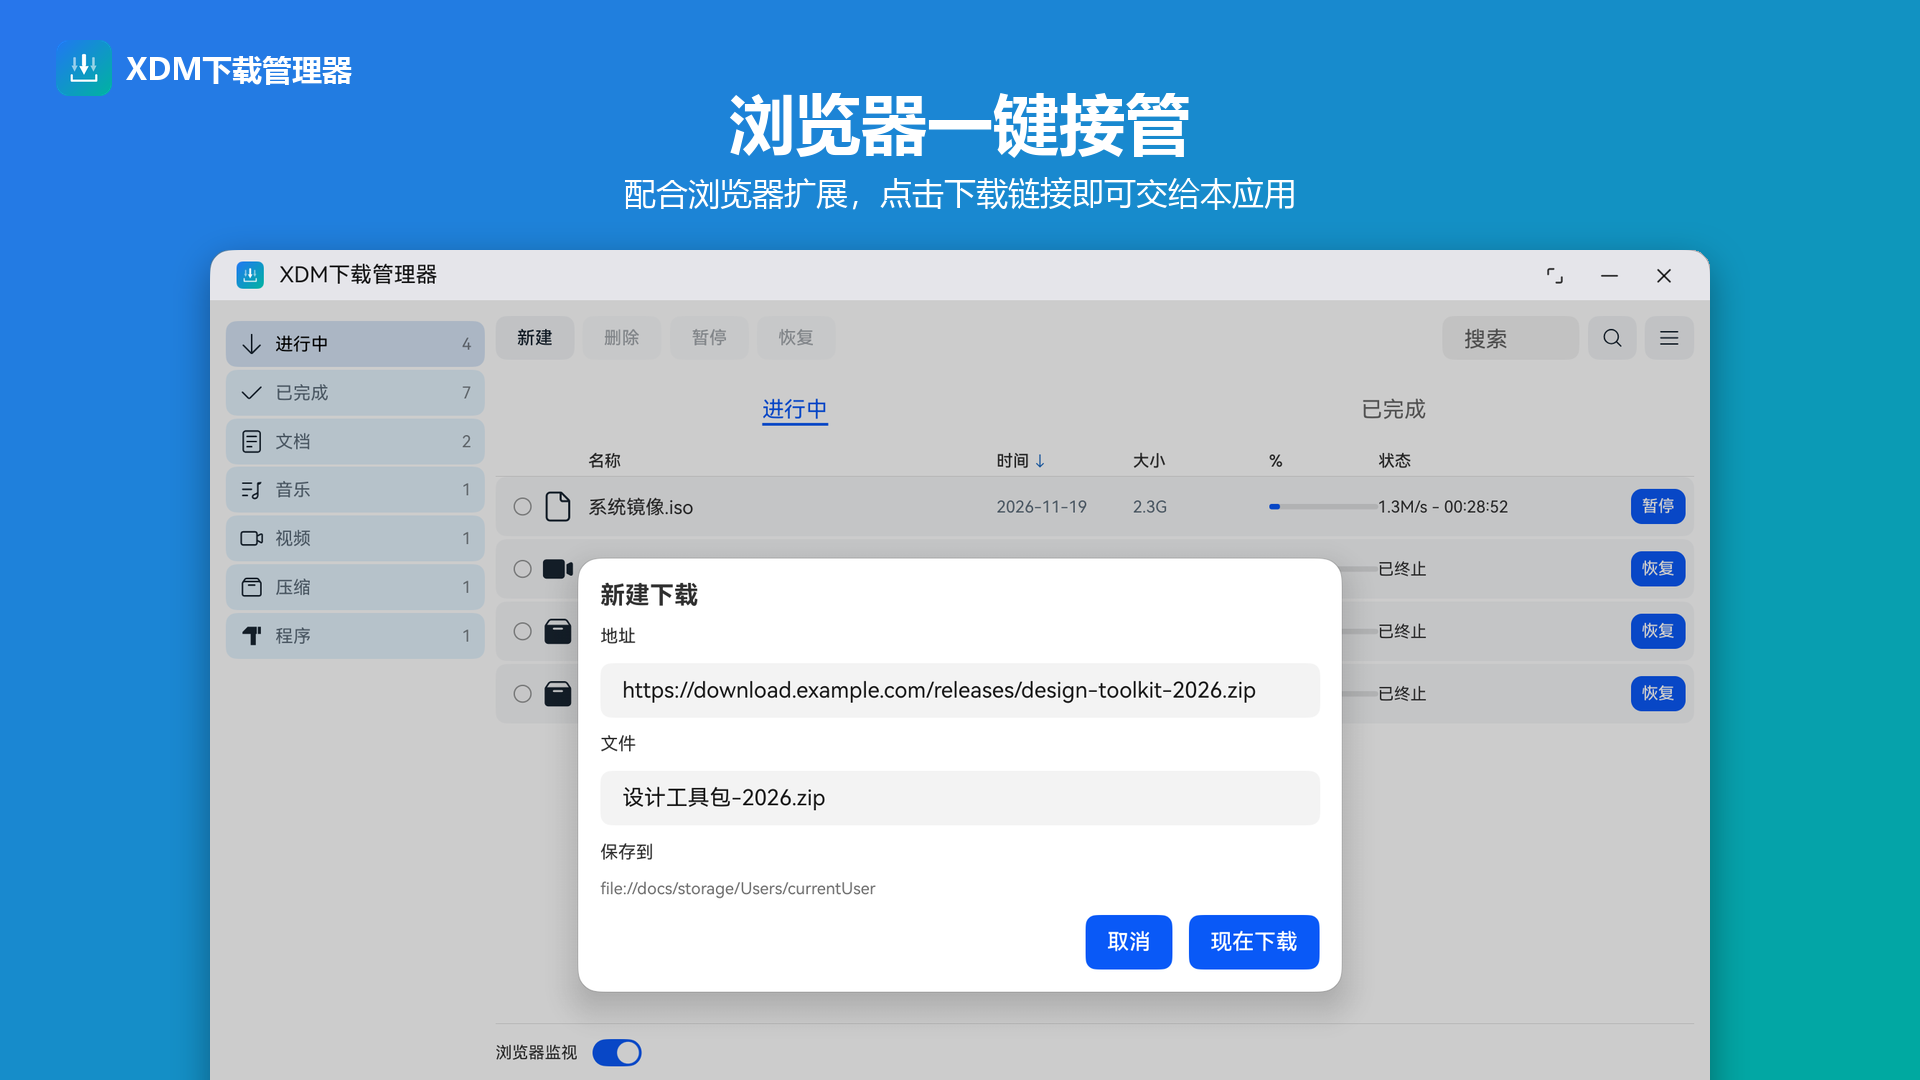 XDM下载管理器
浏览器一键接管
配合浏览器扩展，点击下载链接即可交给本应用
XDM下载管理器
进行中 4
已完成 7
文档 2
音乐 1
视频 1
压缩 1
程序 1
新建 删除 暂停 恢复 搜索
进行中 已完成
名称 时间 大小 % 状态
系统镜像.iso 2026-11-19 2.3G 1.3M/s - 00:28:52 暂停
已终止 恢复
已终止 恢复
已终止 恢复
新建下载
地址
https://download.example.com/releases/design-toolkit-2026.zip
文件
设计工具包-2026.zip
保存到
file://docs/storage/Users/currentUser
取消 现在下载
浏览器监视